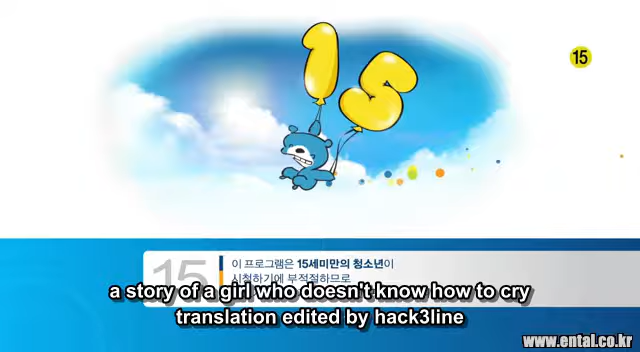 15
15
15
이 프로그램은 15세미만의 청소년이
시청하기에 부적절하므로
a story of a girl who doesn't know how to cry
translation edited by hack3line
www.ental.co.kr